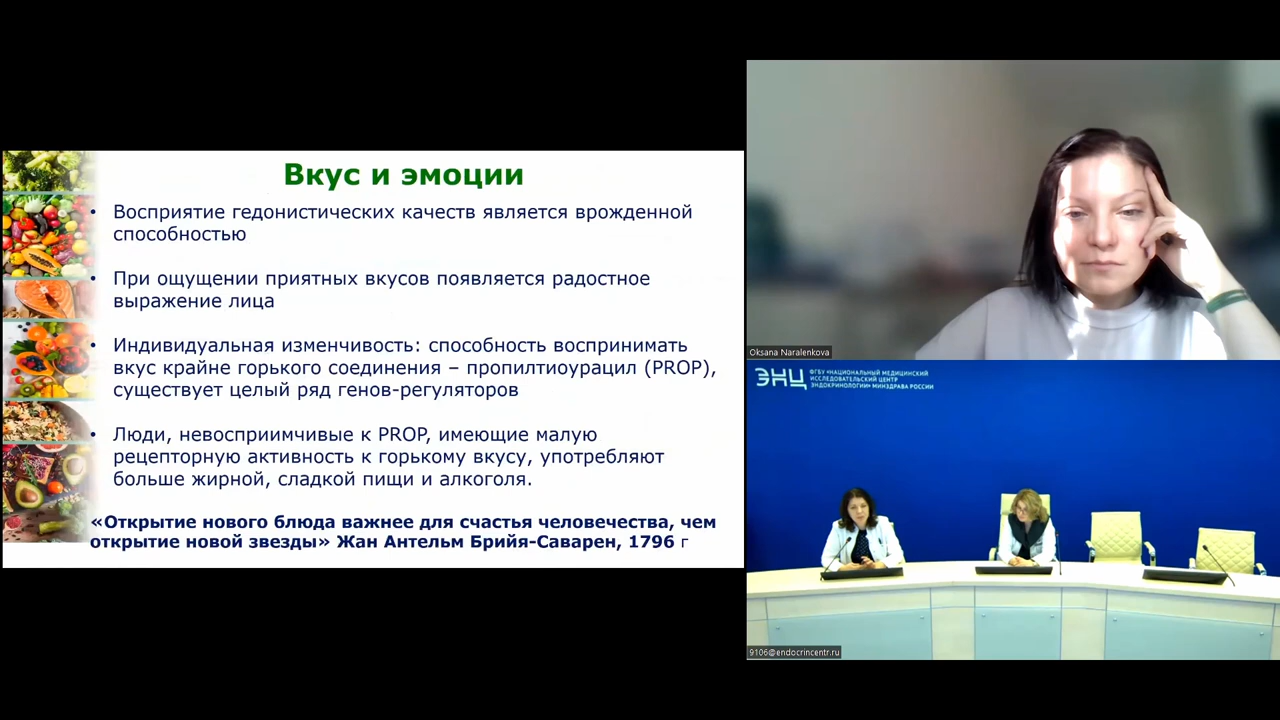 Вкус и эмоции
• Восприятие гедонистических качеств является врожденной
способностью
• При ощущении приятных вкусов появляется радостное
выражение лица
• Индивидуальная изменчивость: способность воспринимать
вкус крайне горького соединения – пропилтиоурацил (PROP),
существует целый ряд генов-регуляторов
• Люди, невосприимчивые к PROP, имеющие малую
рецепторную активность к горькому вкусу, употребляют
больше жирной, сладкой пищи и алкоголя.
«Открытие нового блюда важнее для счастья человечества, чем
открытие новой звезды» Жан Антельм Брийя-Саварен, 1796 г
Oksana Naralenkova
ЭНЦ
ФГБУ «НАЦИОНАЛЬНЫЙ МЕДИЦИНСКИЙ
ИССЛЕДОВАТЕЛЬСКИЙ ЦЕНТР
ЭНДОКРИНОЛОГИИ» МИНЗДРАВА РОССИИ
9106@endocrincentr.ru